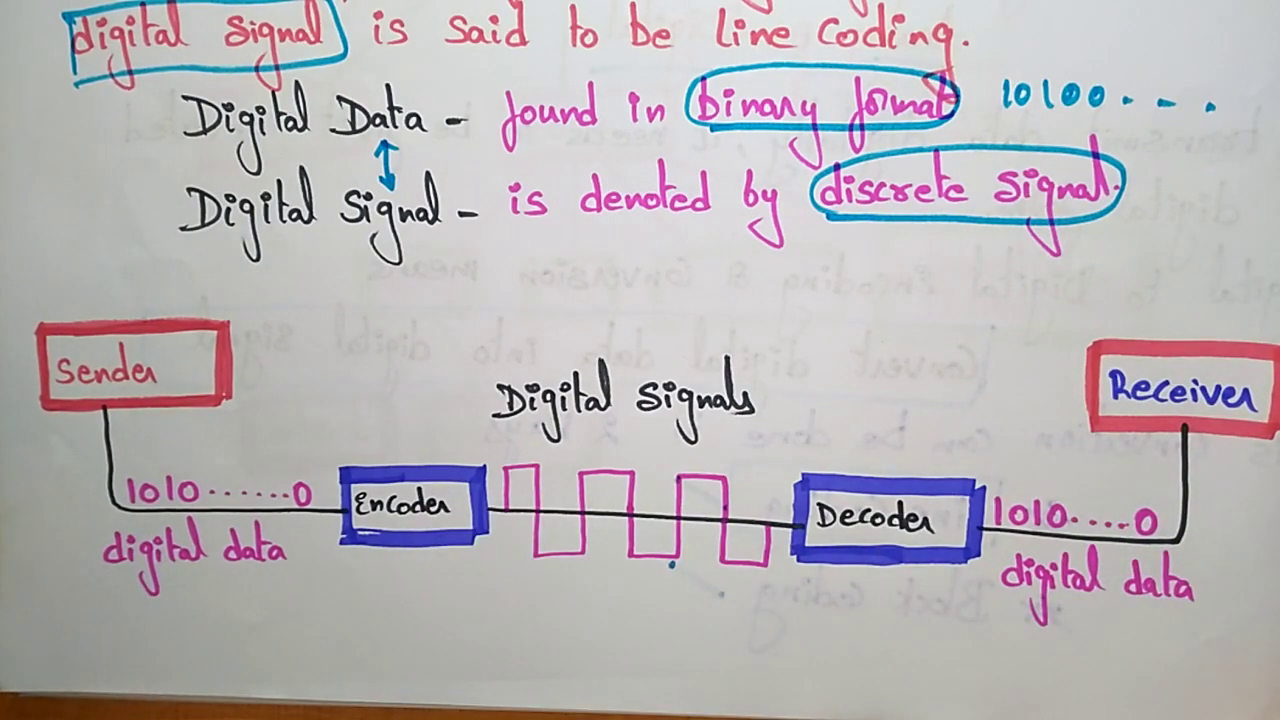 digital signal is said to be line coding.
Digital Data - found in binary format 10100....
Digital Signal - is denoted by discrete signal.
Sender
Digital Signals
Receiver
1010.......0
Encoder
Decoder
1010.....0
digital data
digital data